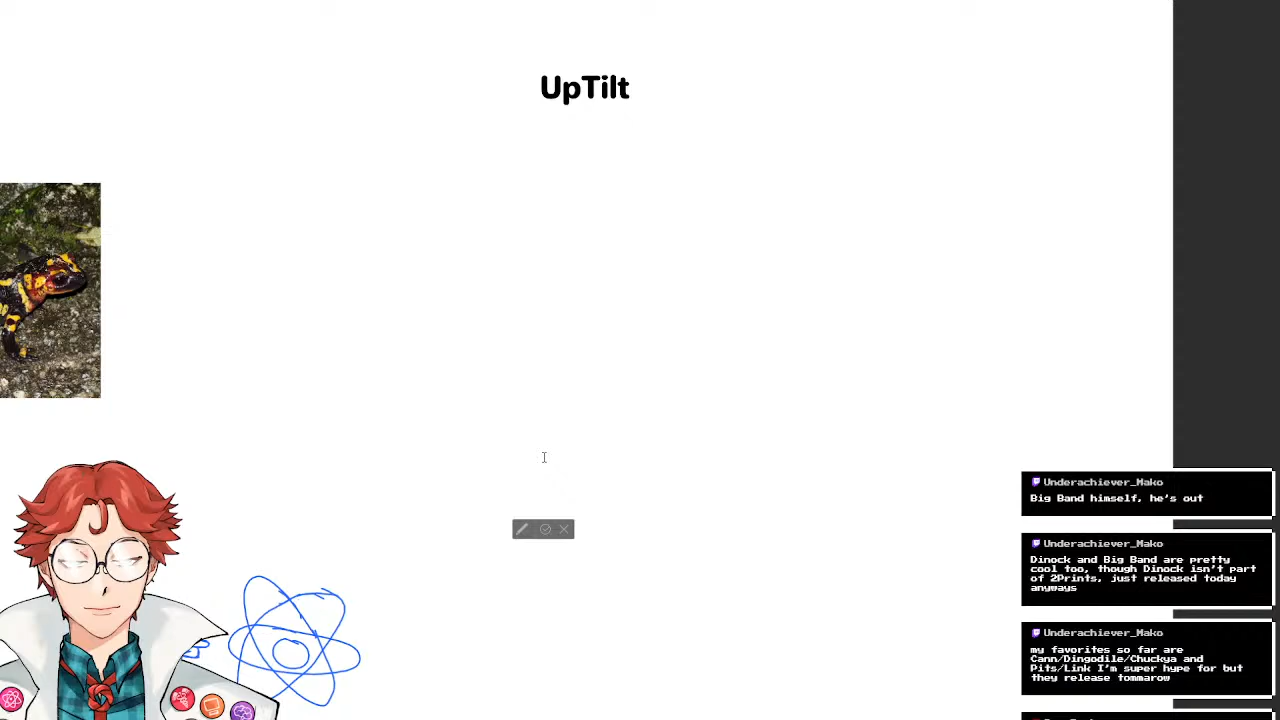 UpTilt
Underachiever_Mako
Big Band himself, he's out
Underachiever_Mako
Dinock and Big Band are pretty
cool too, though Dinock isn't part
of 2Prints, just released today
anyways
Underachiever_Mako
my favorites so far are
Cann/Dingodile/Chuckya and
Pits/Link I'm super hype for but
they release tommarow